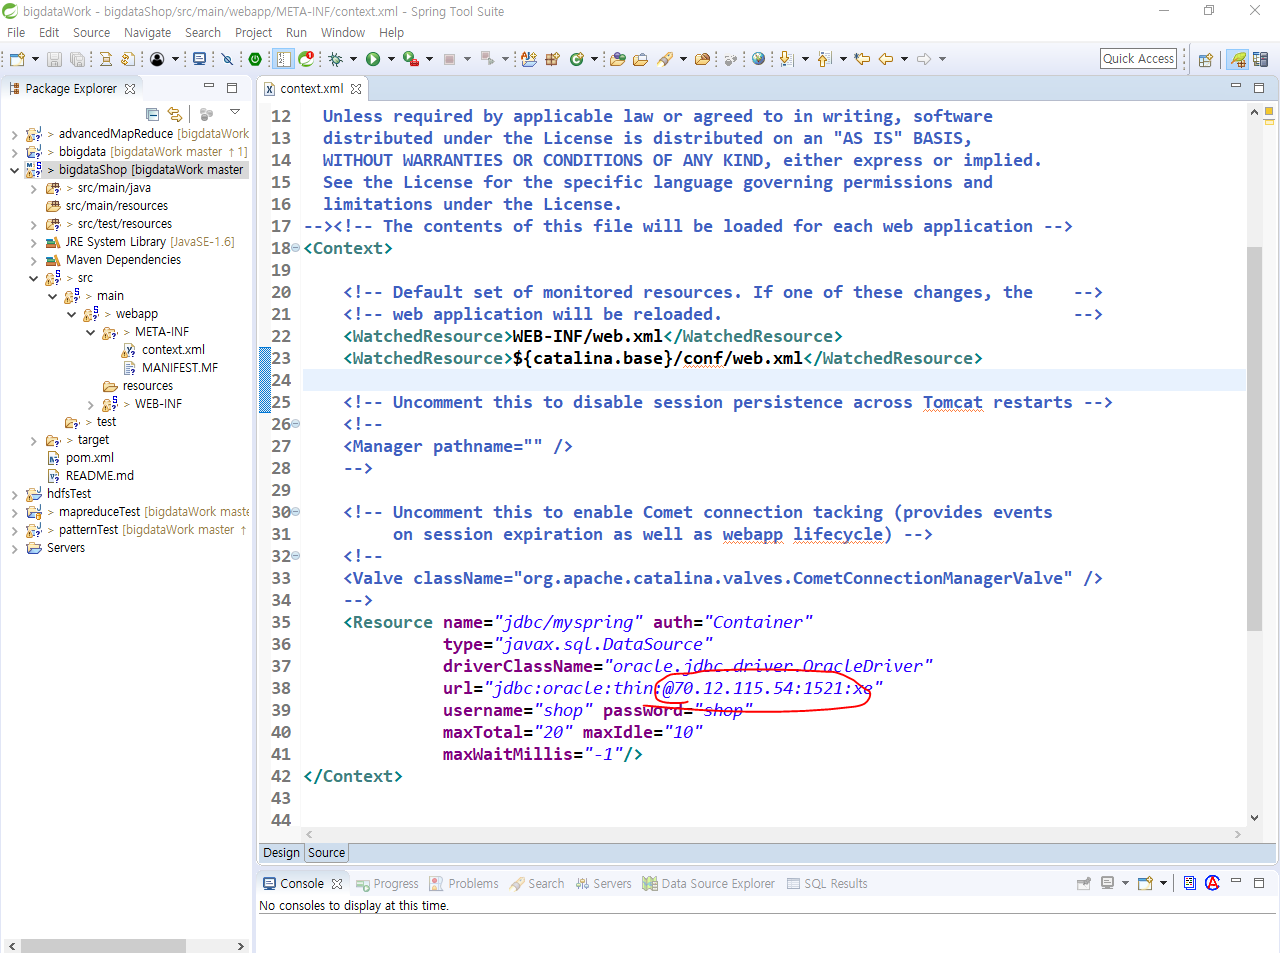 bigdataWork - bigdataShop/src/main/webapp/META-INF/context.xml - Spring Tool Suite
File Edit Source Navigate Search Project Run Window Help
Quick Access
Package Explorer
> advancedMapReduce [bigdataWork
> bbigdata [bigdataWork master ↑1]
> bigdataShop [bigdataWork master
> src/main/java
src/main/resources
> src/test/resources
JRE System Library [JavaSE-1.6]
Maven Dependencies
> src
> main
> webapp
> META-INF
context.xml
MANIFEST.MF
resources
> WEB-INF
> test
> target
pom.xml
README.md
hdfsTest
> mapreduceTest [bigdataWork maste
> patternTest [bigdataWork master ↑
Servers
context.xml
12 Unless required by applicable law or agreed to in writing, software
13 distributed under the License is distributed on an "AS IS" BASIS,
14 WITHOUT WARRANTIES OR CONDITIONS OF ANY KIND, either express or implied.
15 See the License for the specific language governing permissions and
16 limitations under the License.
17 --><!-- The contents of this file will be loaded for each web application -->
18 <Context>
19
20 <!-- Default set of monitored resources. If one of these changes, the -->
21 <!-- web application will be reloaded. -->
22 <WatchedResource>WEB-INF/web.xml</WatchedResource>
23 <WatchedResource>${catalina.base}/conf/web.xml</WatchedResource>
24
25 <!-- Uncomment this to disable session persistence across Tomcat restarts -->
26 <!--
27 <Manager pathname="" />
28 -->
29
30 <!-- Uncomment this to enable Comet connection tacking (provides events
31 on session expiration as well as webapp lifecycle) -->
32 <!--
33 <Valve className="org.apache.catalina.valves.CometConnectionManagerValve" />
34 -->
35 <Resource name="jdbc/myspring" auth="Container"
36 type="javax.sql.DataSource"
37 driverClassName="oracle.jdbc.driver.OracleDriver"
38 url="jdbc:oracle:thin:@70.12.115.54:1521:xe"
39 username="shop" password="shop"
40 maxTotal="20" maxIdle="10"
41 maxWaitMillis="-1"/>
42 </Context>
43
44
Design Source
Console Progress Problems Search Servers Data Source Explorer SQL Results
No consoles to display at this time.